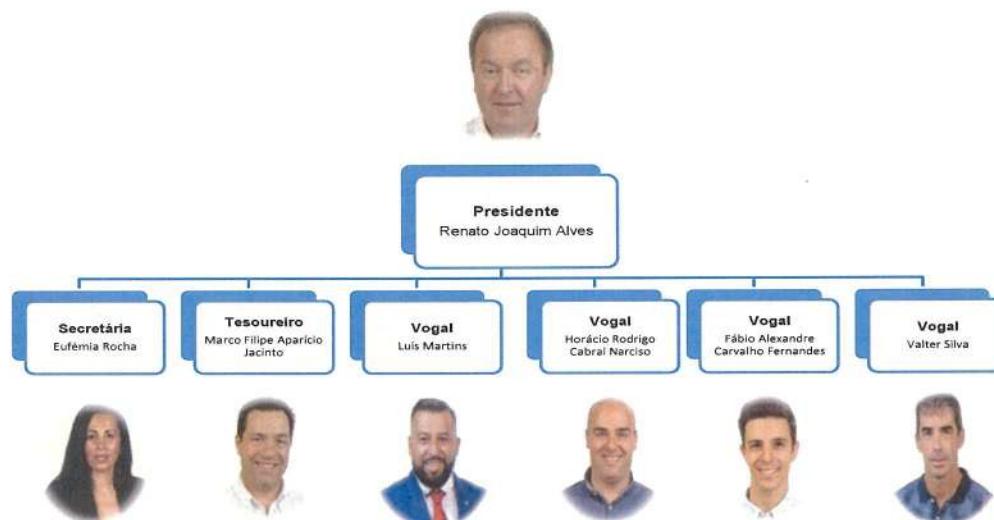 Presidente
Renato Joaquim Alves
Secretária
Eufémia Rocha
Tesoureiro
Marco Filipe Aparício
Jacinto
Vogal
Luís Martins
Vogal
Horácio Rodrigo
Cabral Narciso
Vogal
Fábio Alexandre
Carvalho Fernandes
Vogal
Valter Silva